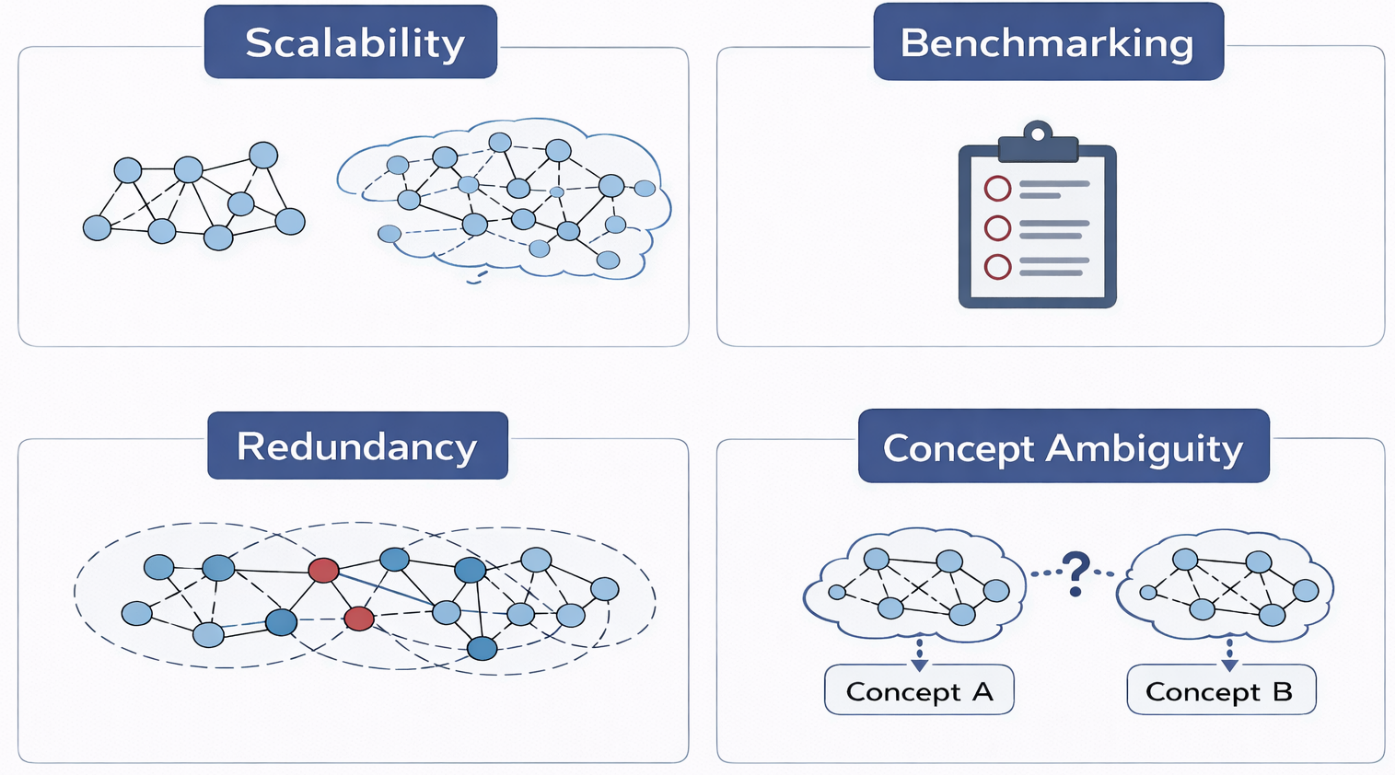 Scalability
Benchmarking
Redundancy
Concept Ambiguity
?
Concept A
Concept B